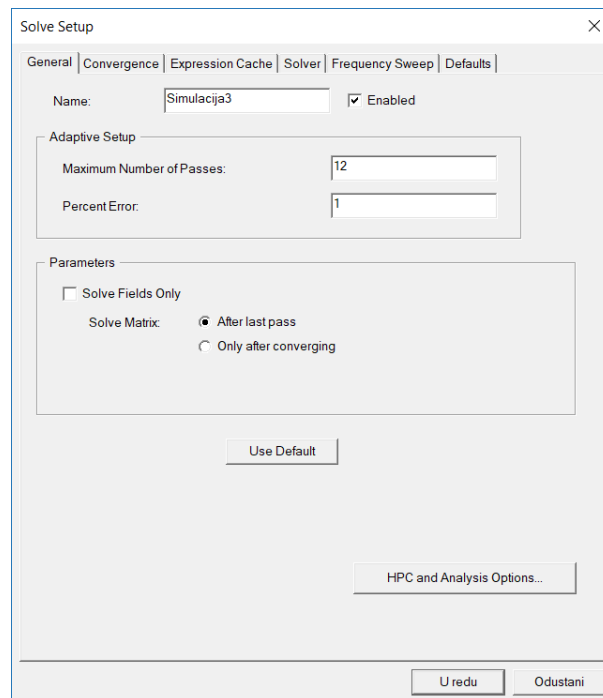 Solve Setup
General Convergence Expression Cache Solver Frequency Sweep Defaults
Name: Simulacija3 Enabled
Adaptive Setup
Maximum Number of Passes: 12
Percent Error: 1
Parameters
Solve Fields Only
Solve Matrix: After last pass
Only after converging
Use Default
HPC and Analysis Options...
U redu Odustani